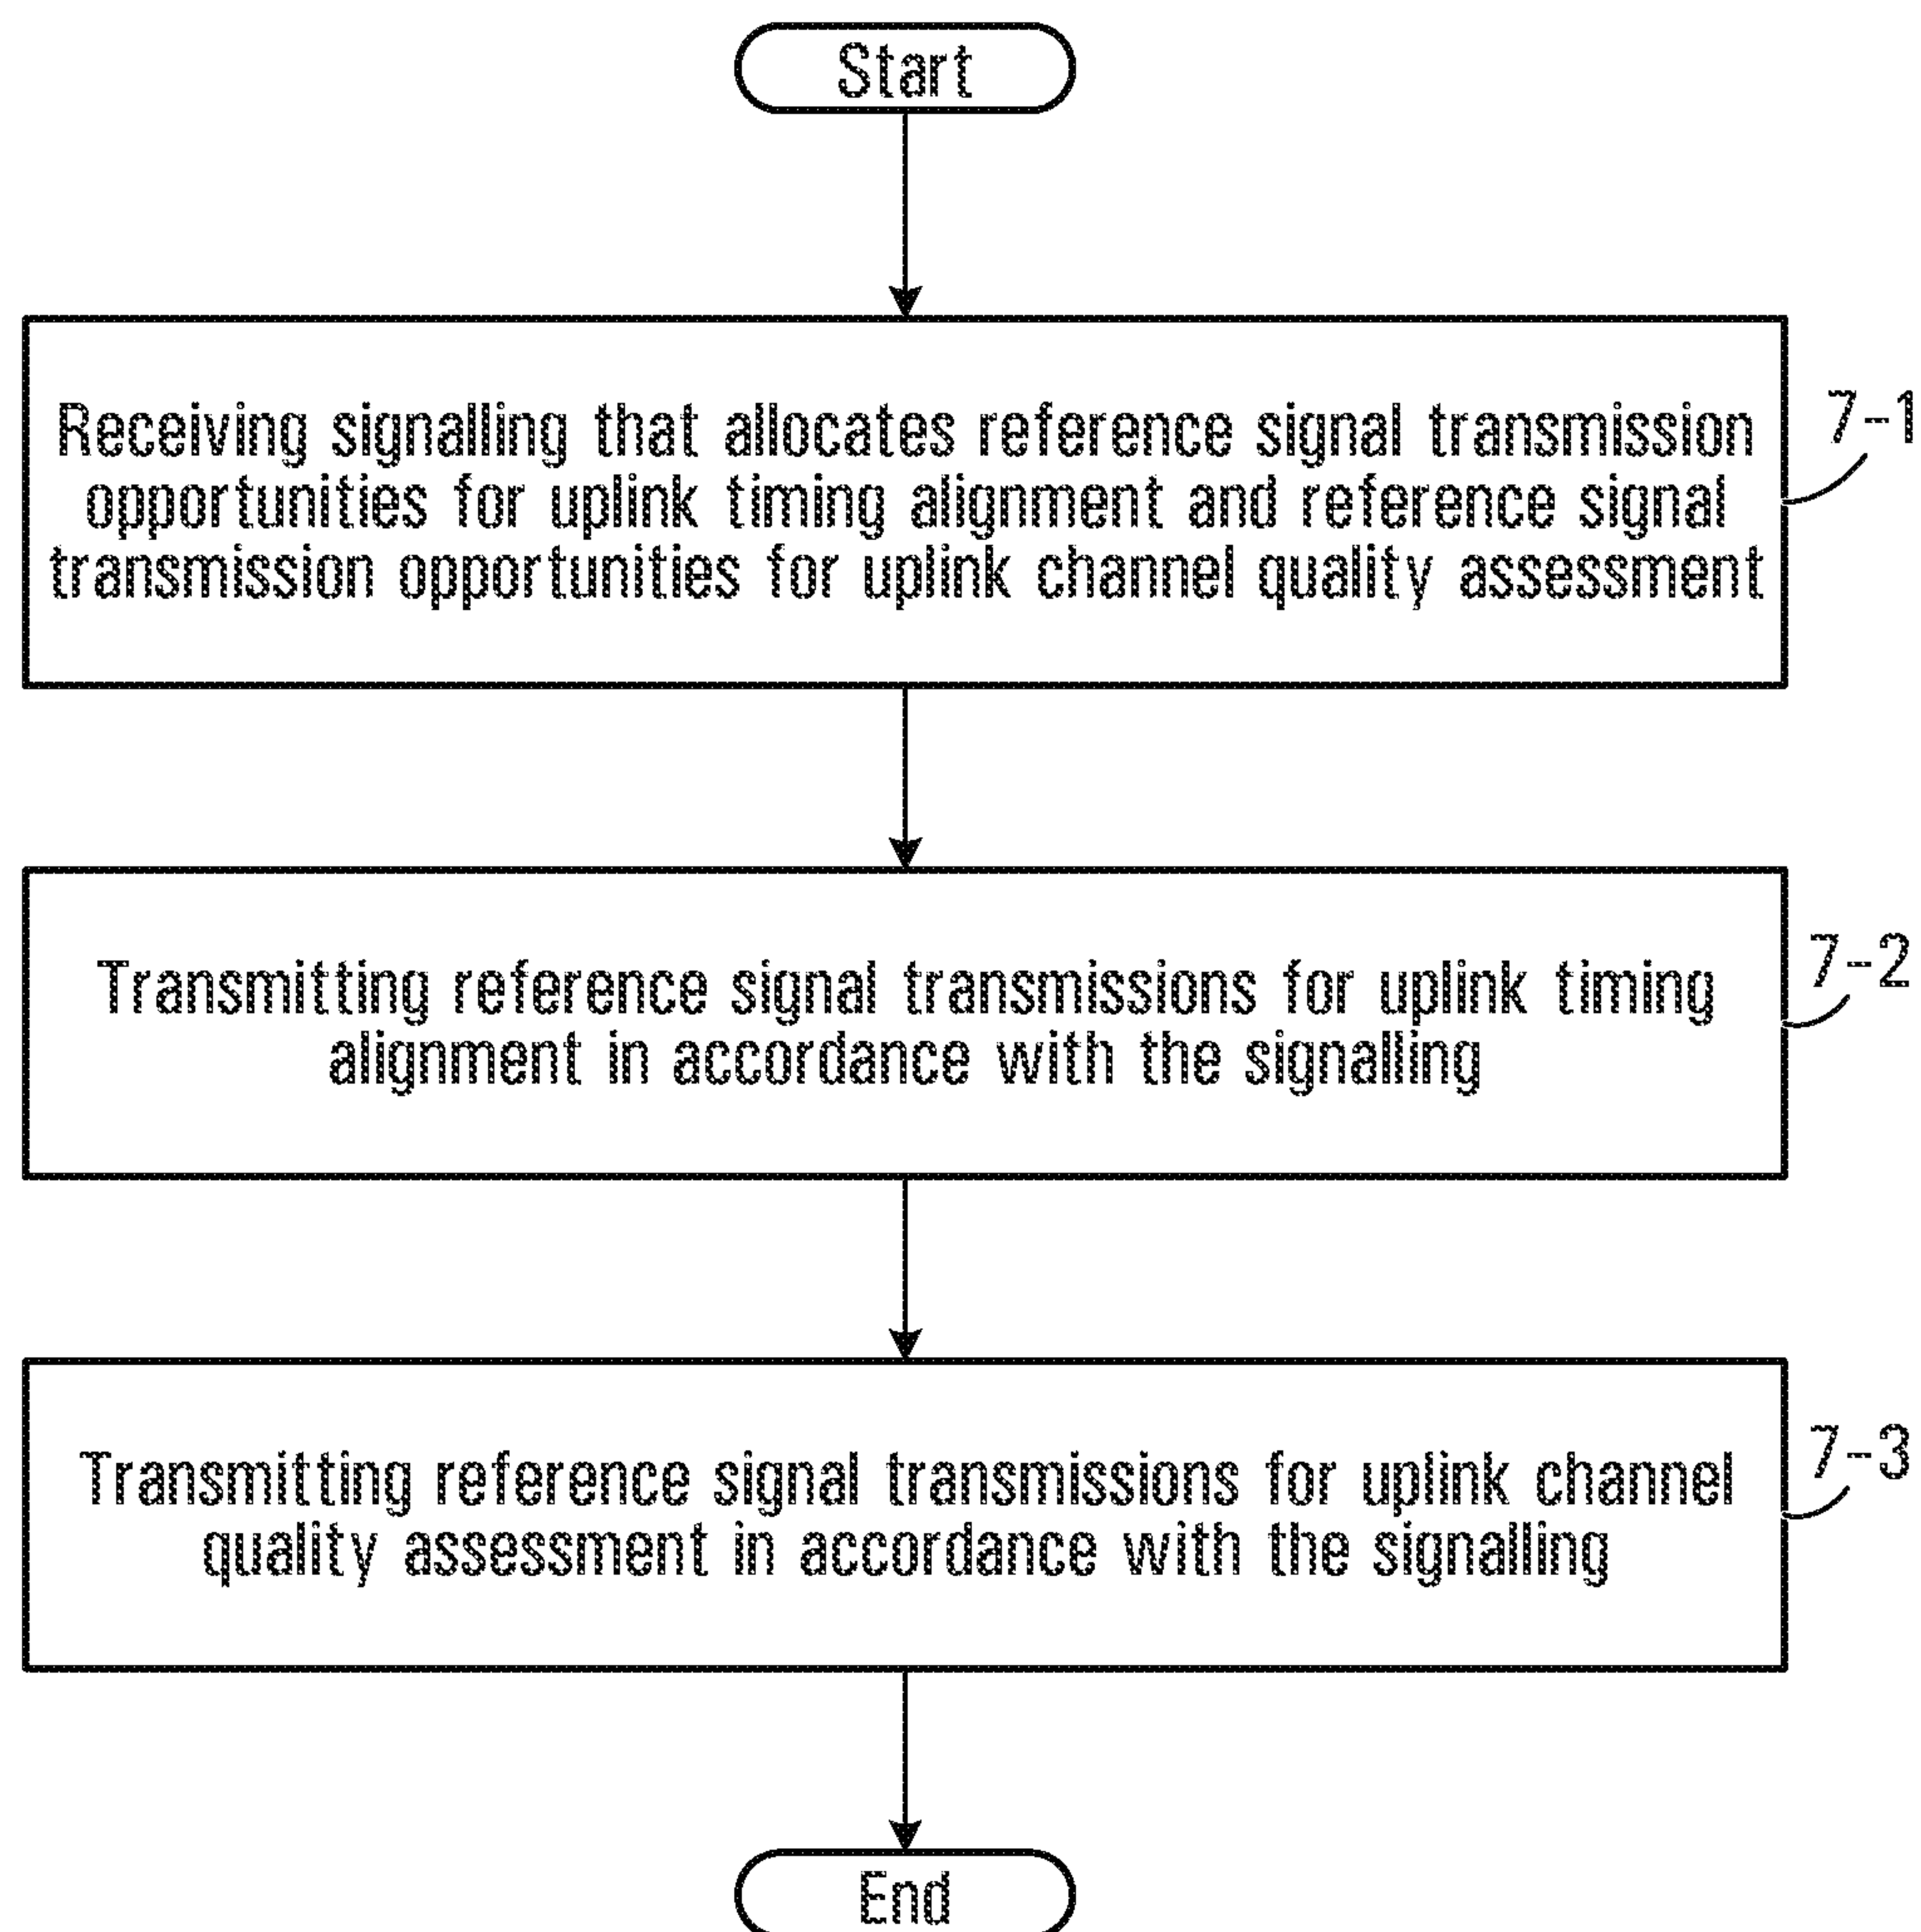 Start
Receiving signalling that allocates reference signal transmission
opportunities for uplink timing alignment and reference signal
transmission opportunities for uplink channel quality assessment
7-1
Transmitting reference signal transmissions for uplink timing
alignment in accordance with the signalling
7-2
Transmitting reference signal transmissions for uplink channel
quality assessment in accordance with the signalling
7-3
End